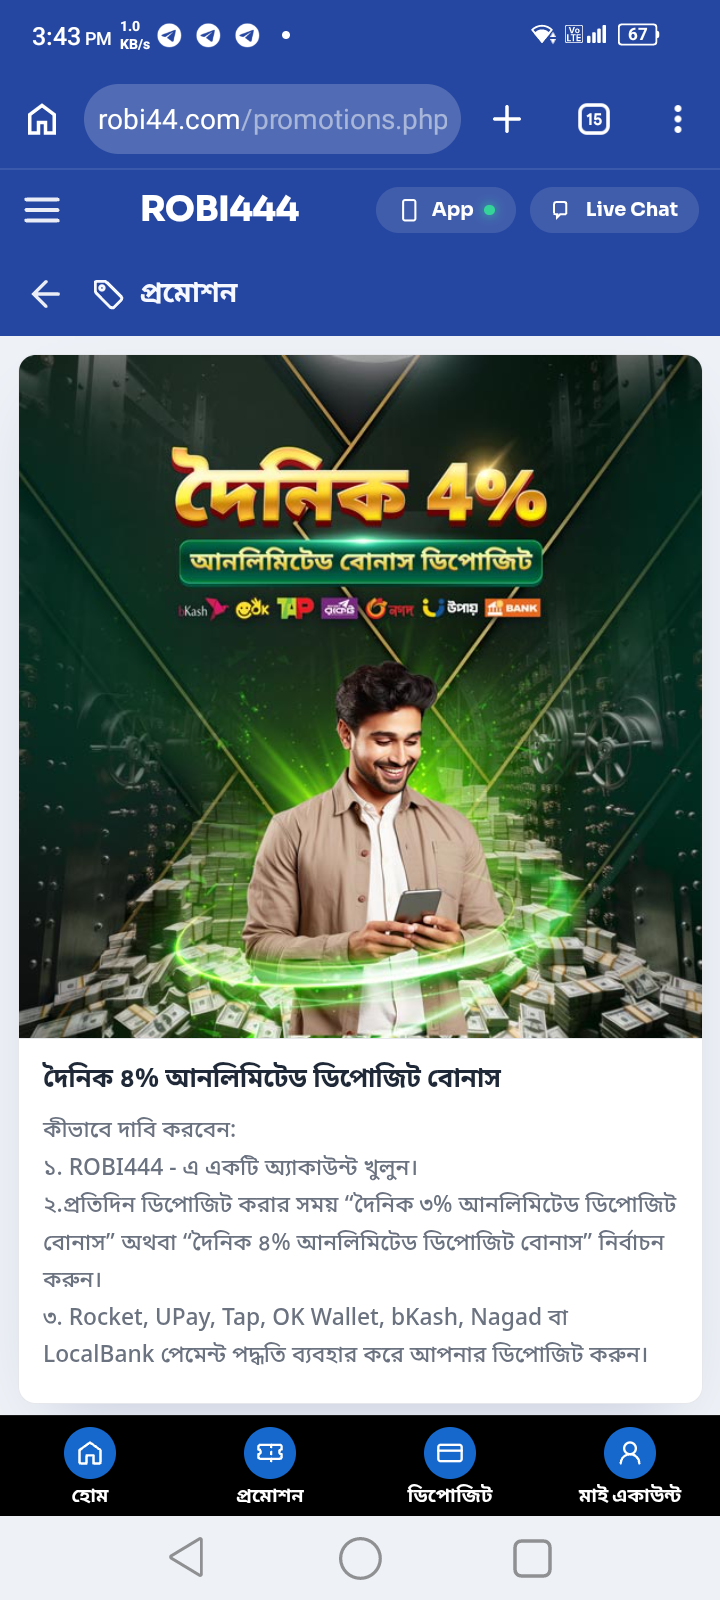 3:43 PM 1.0 KB/s Vo LTE 67
robi44.com/promotions.php 15
ROBI444 App Live Chat
প্রমোশন
দৈনিক 4%
আনলিমিটেড বোনাস ডিপোজিট
bKash OK TAP রকেট নগদ উপায় BANK
দৈনিক ৪% আনলিমিটেড ডিপোজিট বোনাস
কীভাবে দাবি করবেন:
১. ROBI444 - এ একটি অ্যাকাউন্ট খুলুন।
২.প্রতিদিন ডিপোজিট করার সময় “দৈনিক ৩% আনলিমিটেড ডিপোজিট
বোনাস” অথবা “দৈনিক ৪% আনলিমিটেড ডিপোজিট বোনাস” নির্বাচন
করুন।
৩. Rocket, UPay, Tap, OK Wallet, bKash, Nagad বা
LocalBank পেমেন্ট পদ্ধতি ব্যবহার করে আপনার ডিপোজিট করুন।
হোম প্রমোশন ডিপোজিট মাই একাউন্ট